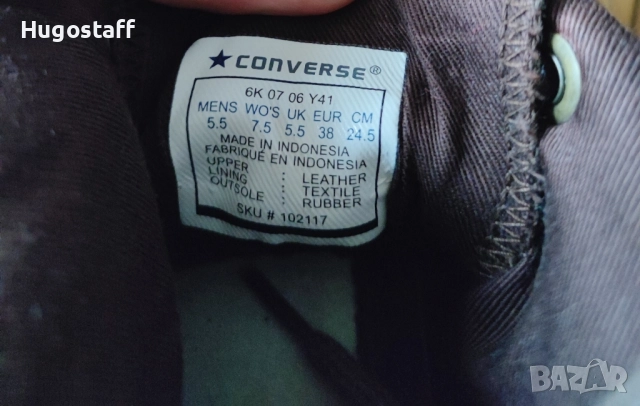 Hugostaff
★ CONVERSE®
6K 07 06 Y41
MENS WO'S UK EUR CM
5.5 7.5 5.5 38 24.5
MADE IN INDONESIA
FABRIQUÉ EN INDONESIA
UPPER : LEATHER
LINING : TEXTILE
OUTSOLE : RUBBER
SKU # 102117
BAZAR